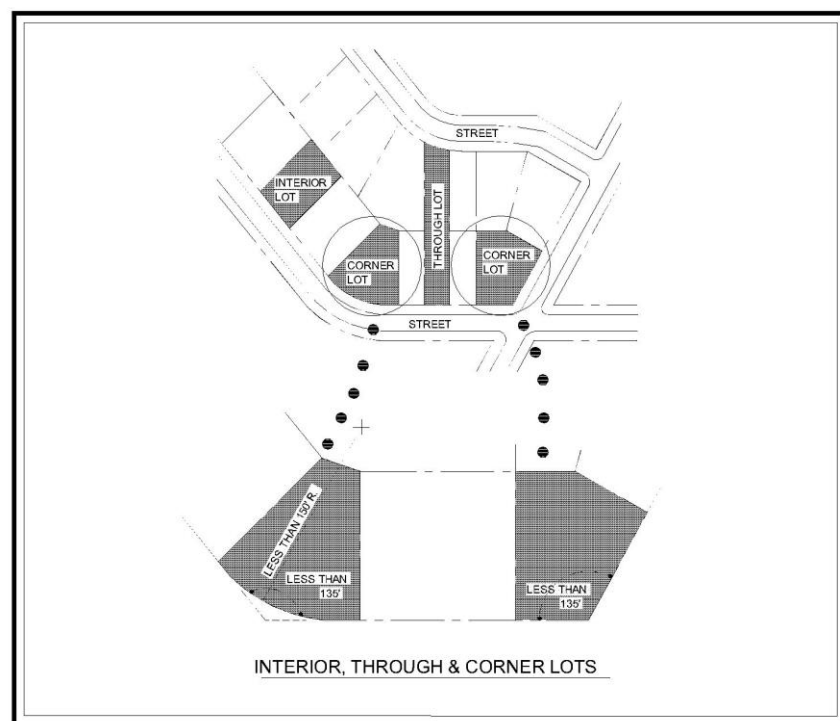 STREET
INTERIOR
LOT
THROUGH LOT
CORNER
LOT
CORNER
LOT
STREET
LESS THAN 150' R.
LESS THAN
135'
LESS THAN
135'
INTERIOR, THROUGH & CORNER LOTS